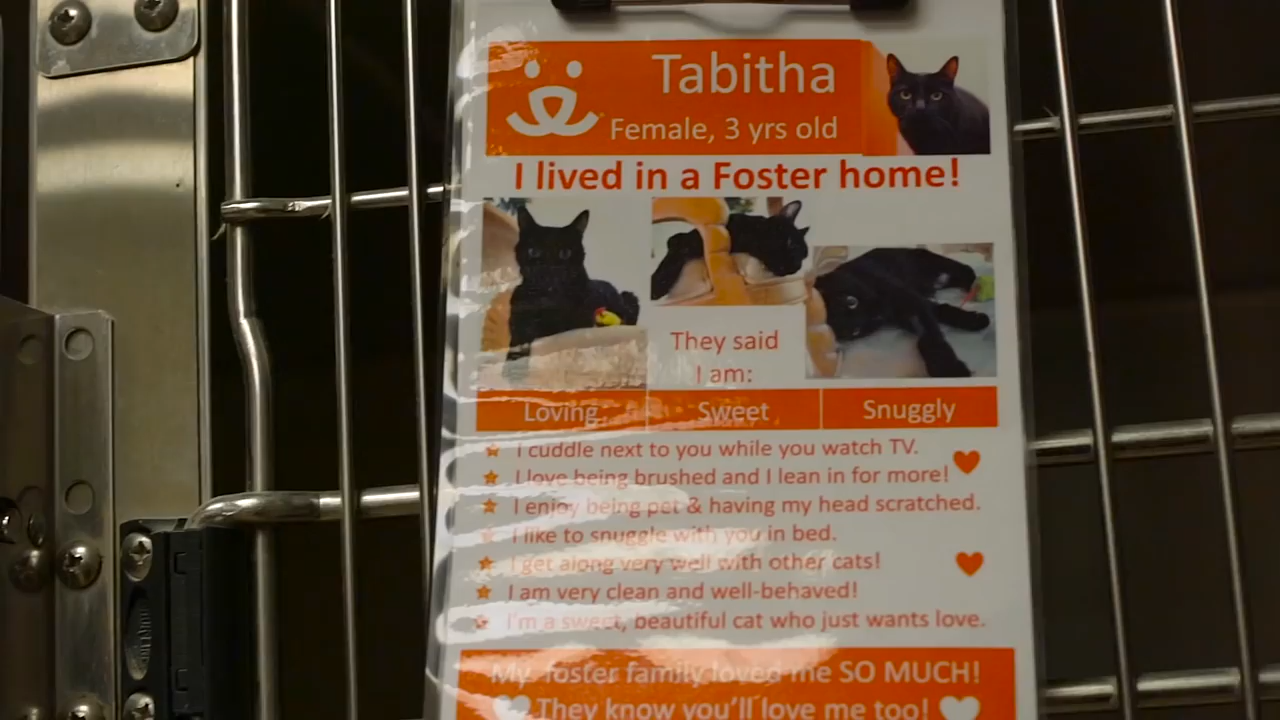 Tabitha
Female, 3 yrs old
I lived in a Foster home!
They said
I am:
Loving
Sweet
Snuggly
I cuddle next to you while you watch TV.
I love being brushed and I lean in for more!
I enjoy being pet & having my head scratched.
I like to snuggle with you in bed.
I get along very well with other cats!
I am very clean and well-behaved!
I'm a sweet, beautiful cat who just wants love.
My foster family loved me SO MUCH!
They know you'll love me too!